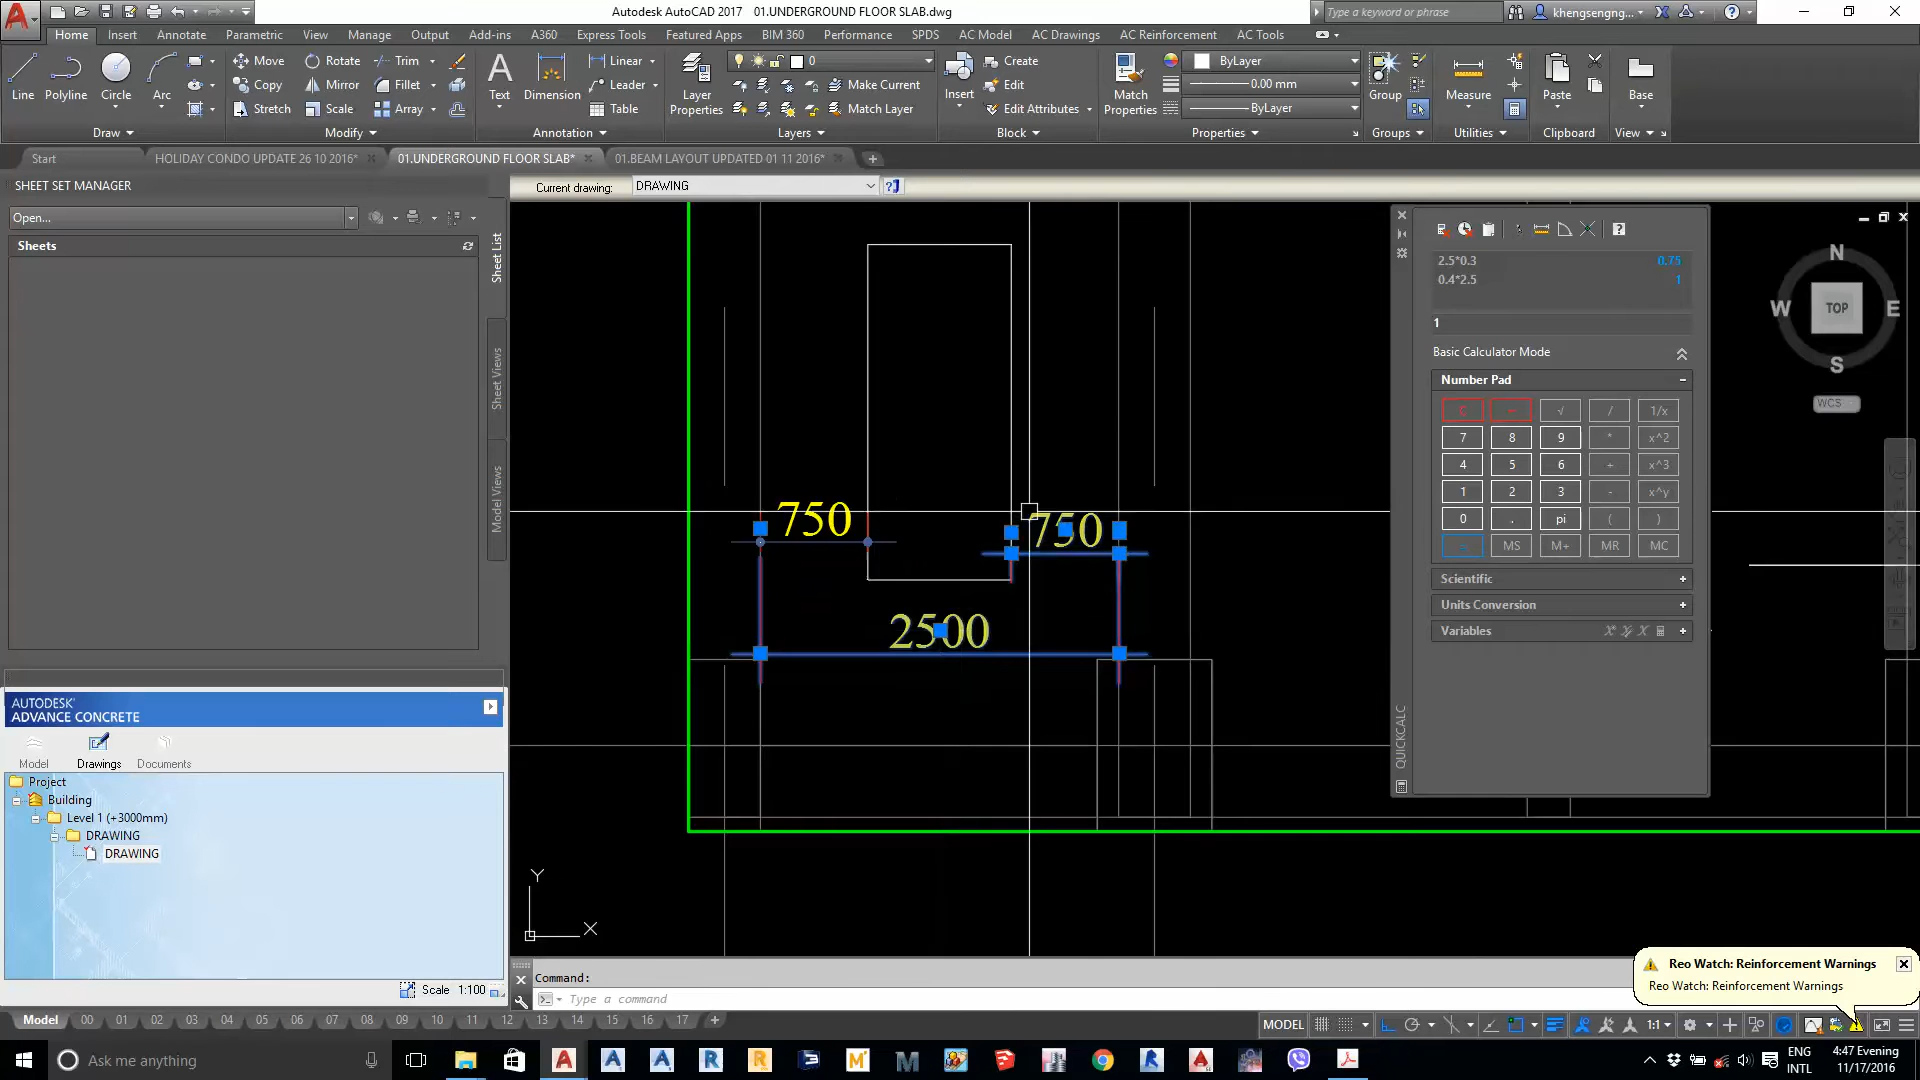 Autodesk AutoCAD 2017 01.UNDERGROUND FLOOR SLAB.dwg
Type a keyword or phrase
khengsengng...
Home Insert Annotate Parametric View Manage Output Add-ins A360 Express Tools Featured Apps BIM 360 Performance SPDS AC Model AC Drawings AC Reinforcement AC Tools
Line Polyline Circle Arc
Move Rotate Trim
Copy Mirror Fillet
Stretch Scale Array
Text Dimension
Linear
Leader
Table
Layer Properties
0
Make Current
Match Layer
Insert
Create
Edit
Edit Attributes
Match Properties
ByLayer
0.00 mm
ByLayer
Group Measure Paste Base
Draw Modify Annotation Layers Block Properties Groups Utilities Clipboard View
Start HOLIDAY CONDO UPDATE 26 10 2016* 01.UNDERGROUND FLOOR SLAB* 01.BEAM LAYOUT UPDATED 01 11 2016*
SHEET SET MANAGER
Current drawing: DRAWING
Open...
Sheets
Sheet List
Sheet Views
Model Views
2.5*0.3 0.75
0.4*2.5 1
1
Basic Calculator Mode
Number Pad
C √ / 1/x
7 8 9 * x^2
4 5 6 + x^3
1 2 3 - x^y
0 . pi ( )
= MS M+ MR MC
Scientific
Units Conversion
Variables
QUICKCALC
N
W TOP E
S
WCS
750
750
2500
AUTODESK'
ADVANCE CONCRETE
Model Drawings Documents
Project
Building
Level 1 (+3000mm)
DRAWING
DRAWING
Scale 1:100
Y
X
Command:
Type a command
Reo Watch: Reinforcement Warnings
Reo Watch: Reinforcement Warnings
Model 00 01 02 03 04 05 06 07 08 09 10 11 12 13 14 15 16 17
MODEL 1:1
Ask me anything
ENG
INTL
4:47 Evening
11/17/2016